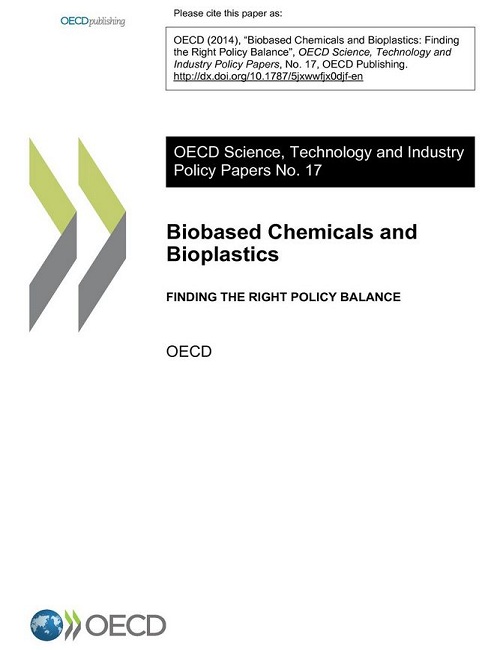 OECDpublishing
Please cite this paper as:
OECD (2014), “Biobased Chemicals and Bioplastics: Finding
the Right Policy Balance”, OECD Science, Technology and
Industry Policy Papers, No. 17, OECD Publishing.
http://dx.doi.org/10.1787/5jxwwfjx0djf-en
OECD Science, Technology and Industry
Policy Papers No. 17
Biobased Chemicals and
Bioplastics
FINDING THE RIGHT POLICY BALANCE
OECD
OECD